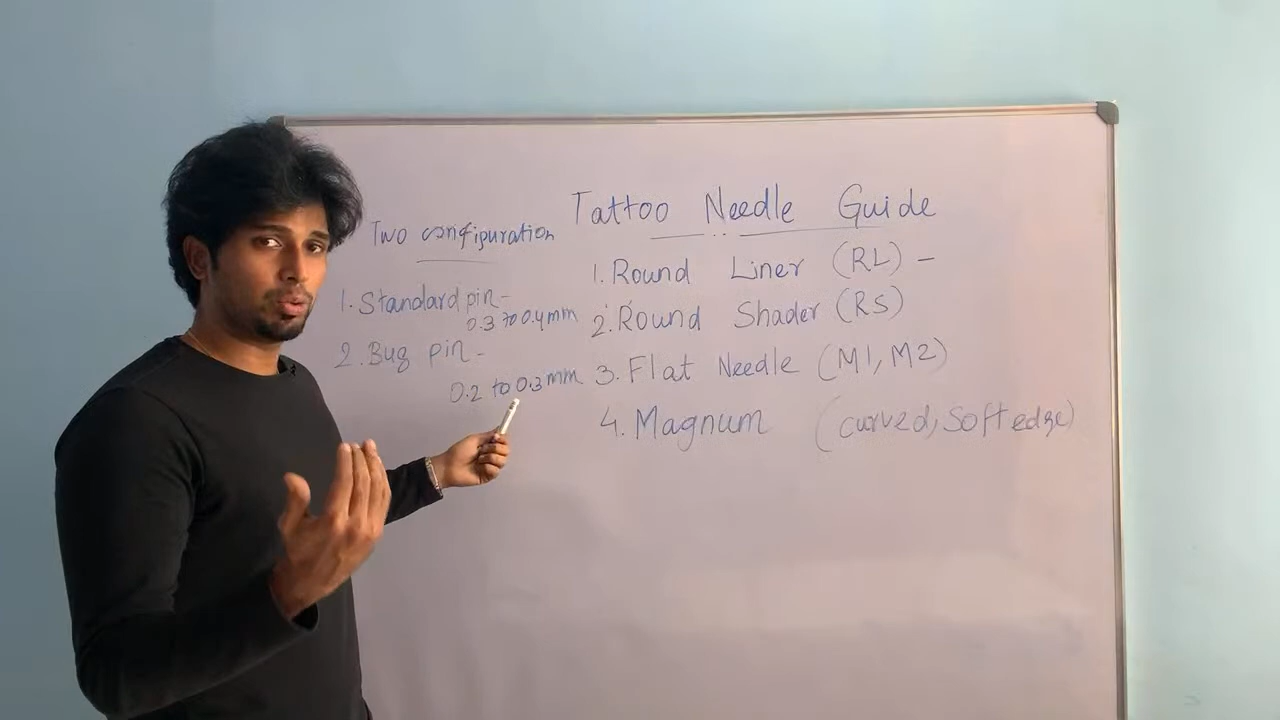 Tattoo Needle Guide
Two configuration
1. Standard pin -
0.3 to 0.4mm
2. Bug pin -
0.2 to 0.3mm
1. Round Liner (RL) -
2. Round Shader (RS)
3. Flat Needle (M1, M2)
4. Magnum (curved, Soft edge)